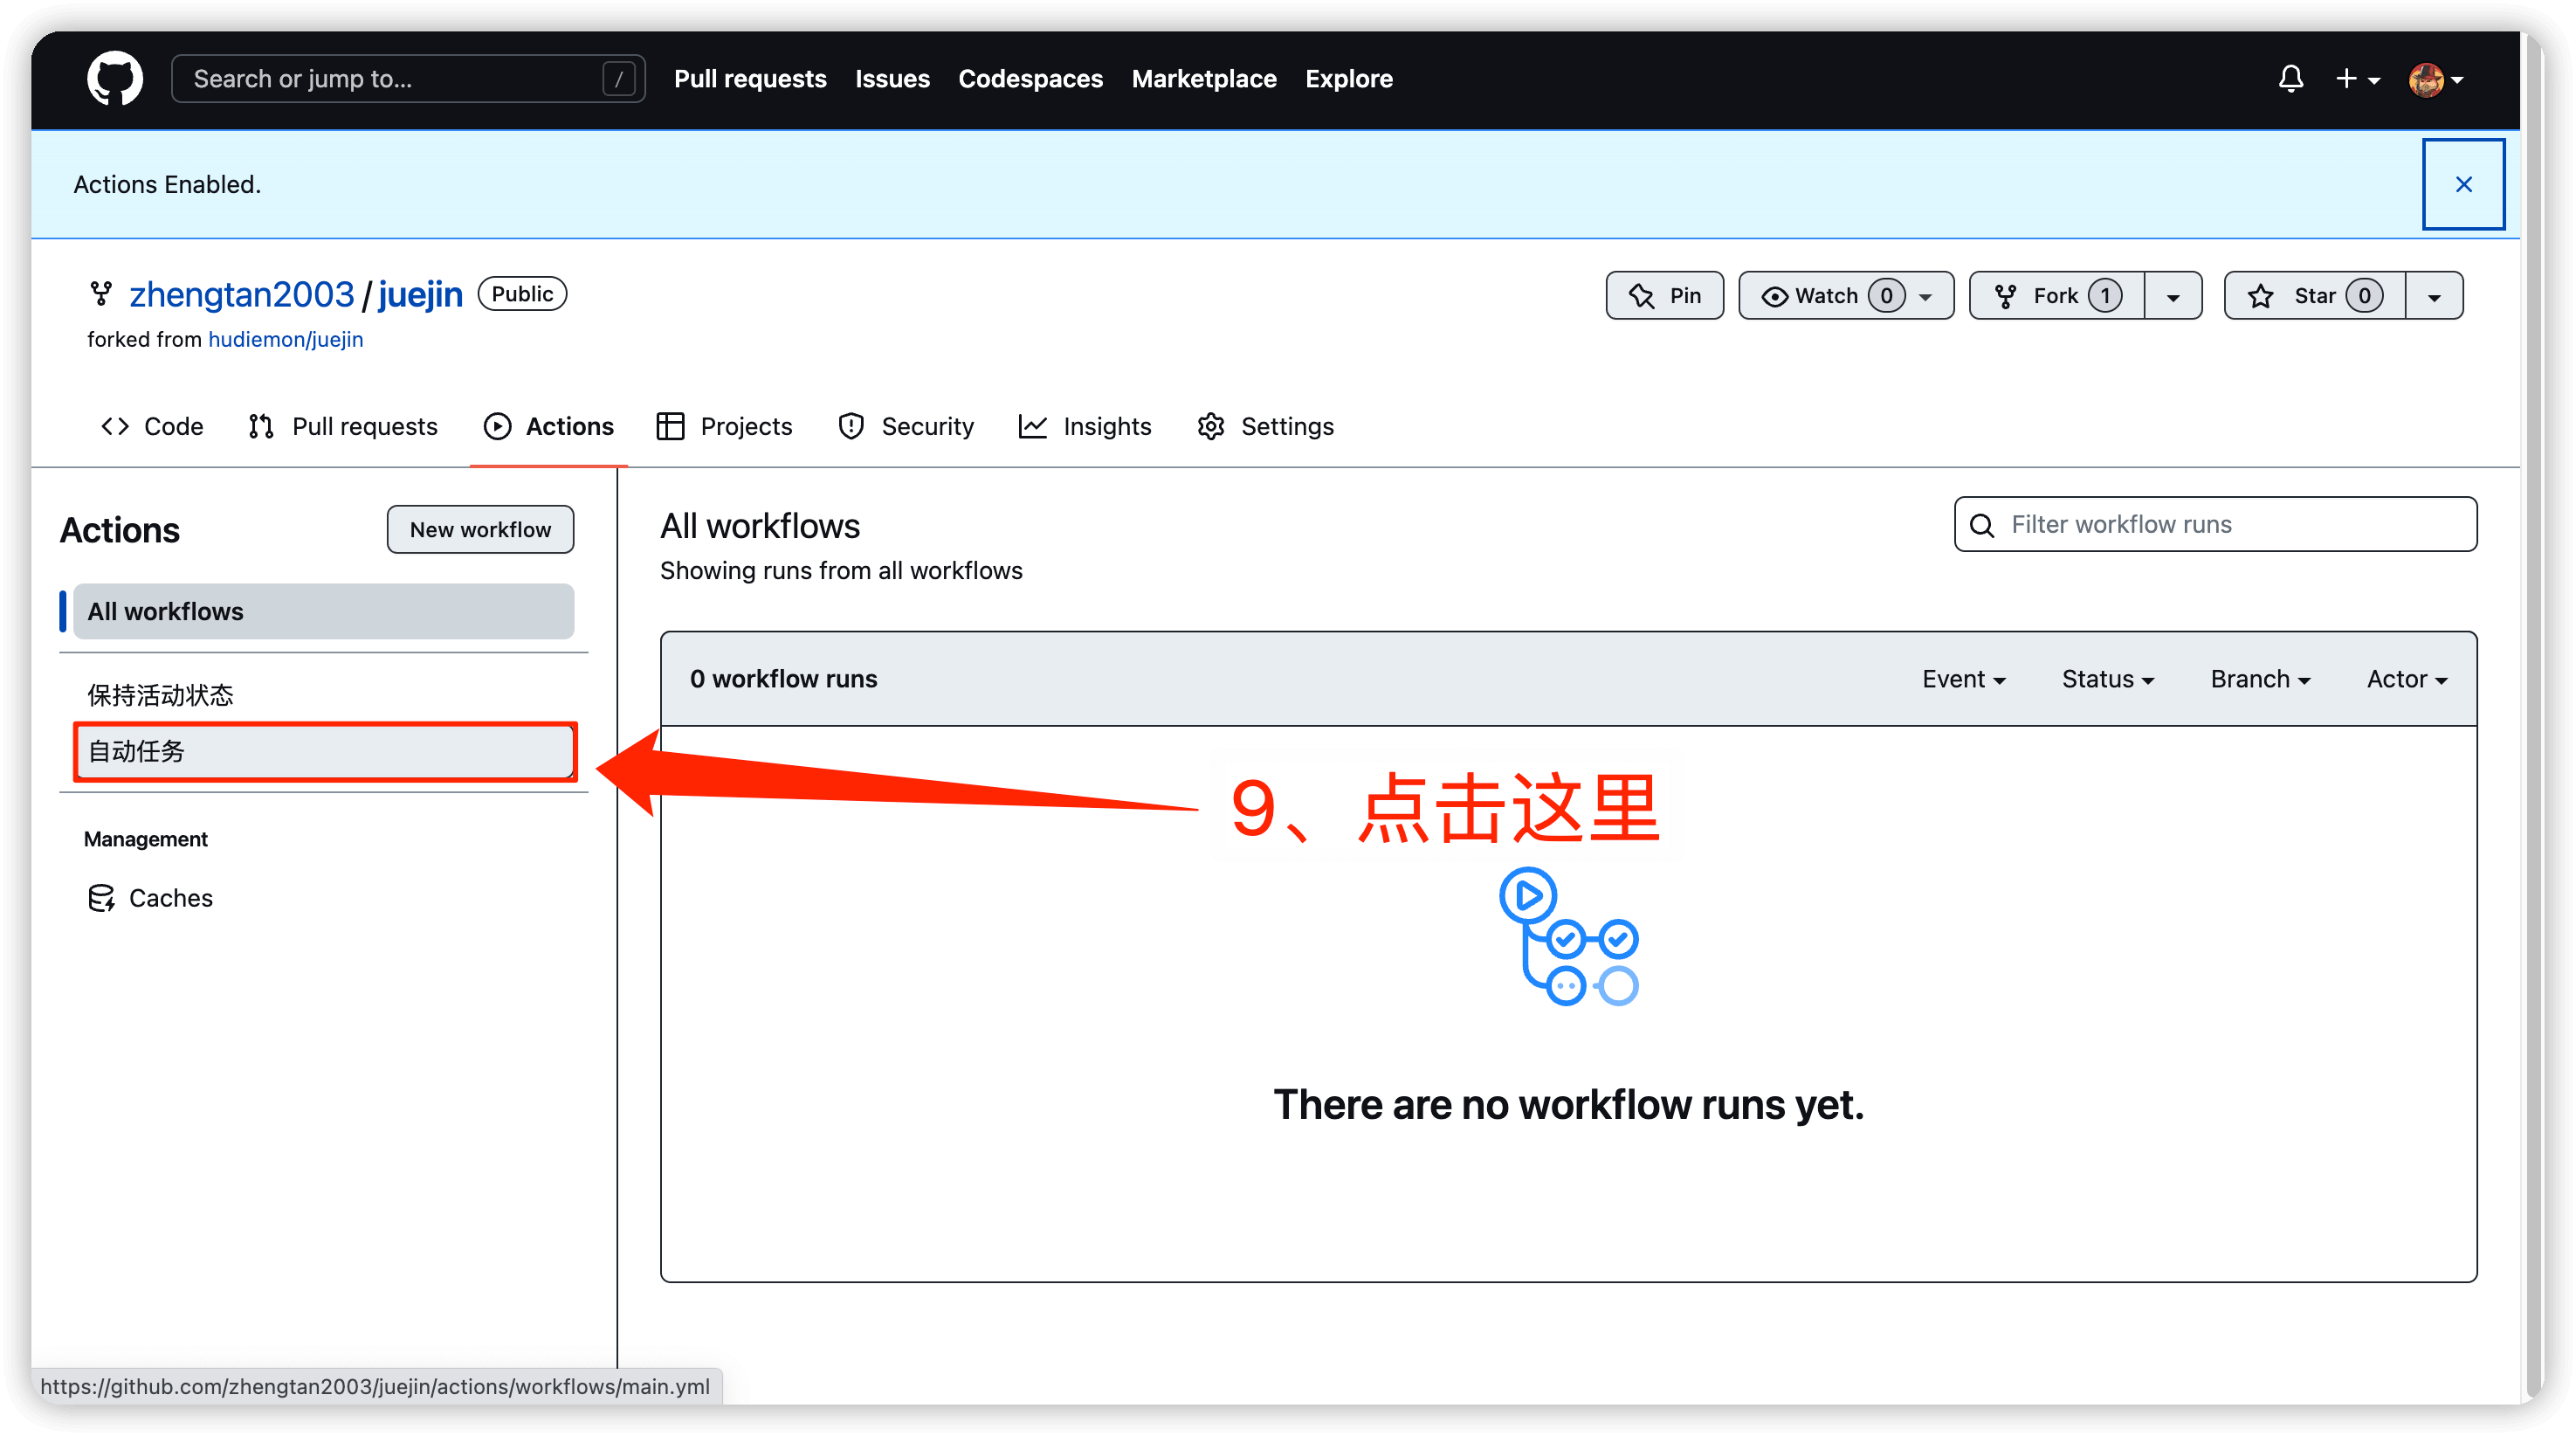 Search or jump to... /
Pull requests Issues Codespaces Marketplace Explore
Actions Enabled.
zhengtan2003 / juejin Public
Pin Watch 0 Fork 1 Star 0
forked from hudiemon/juejin
Code Pull requests Actions Projects Security Insights Settings
Actions New workflow
All workflows
保持活动状态
自动任务
Management
Caches
All workflows
Showing runs from all workflows
Filter workflow runs
0 workflow runs Event Status Branch Actor
9、点击这里
There are no workflow runs yet.
https://github.com/zhengtan2003/juejin/actions/workflows/main.yml